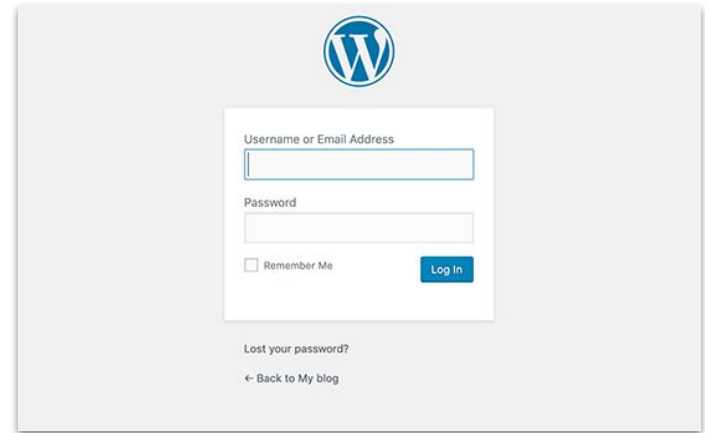 Username or Email Address
Password
Remember Me
Log In
Lost your password?
← Back to My blog